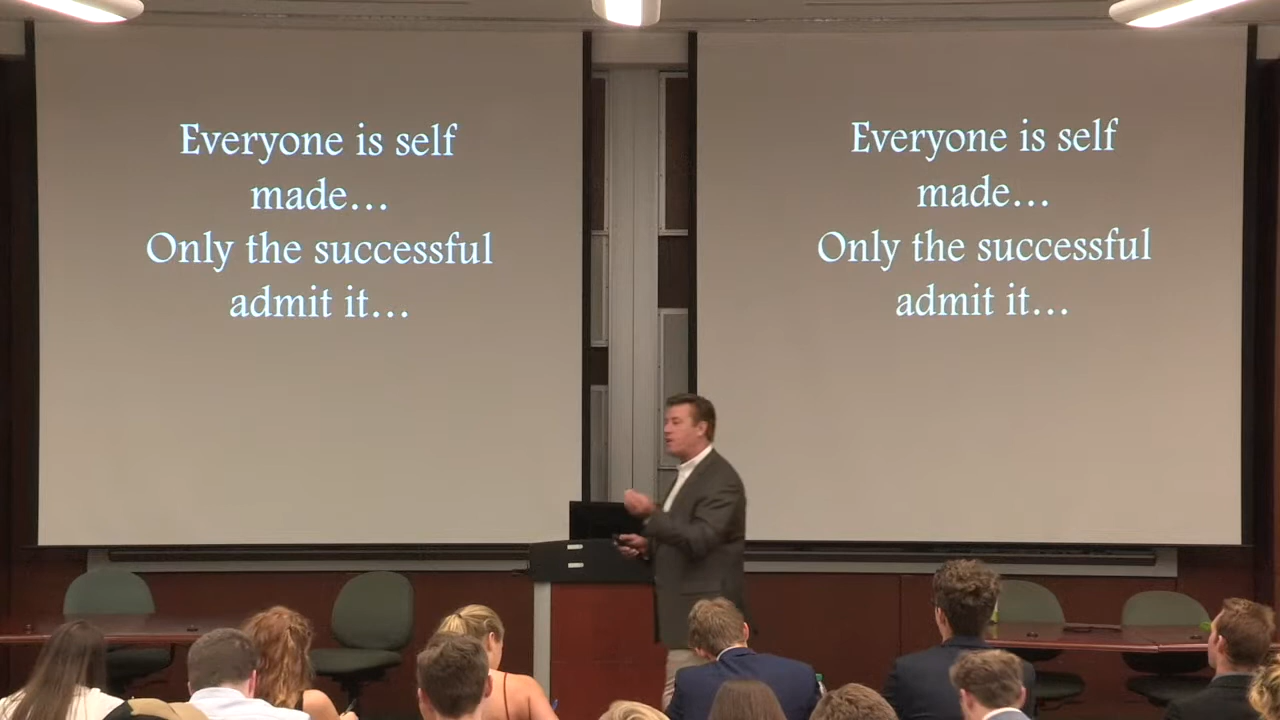 Everyone is self
made...
Only the successful
admit it...
Everyone is self
made...
Only the successful
admit it...